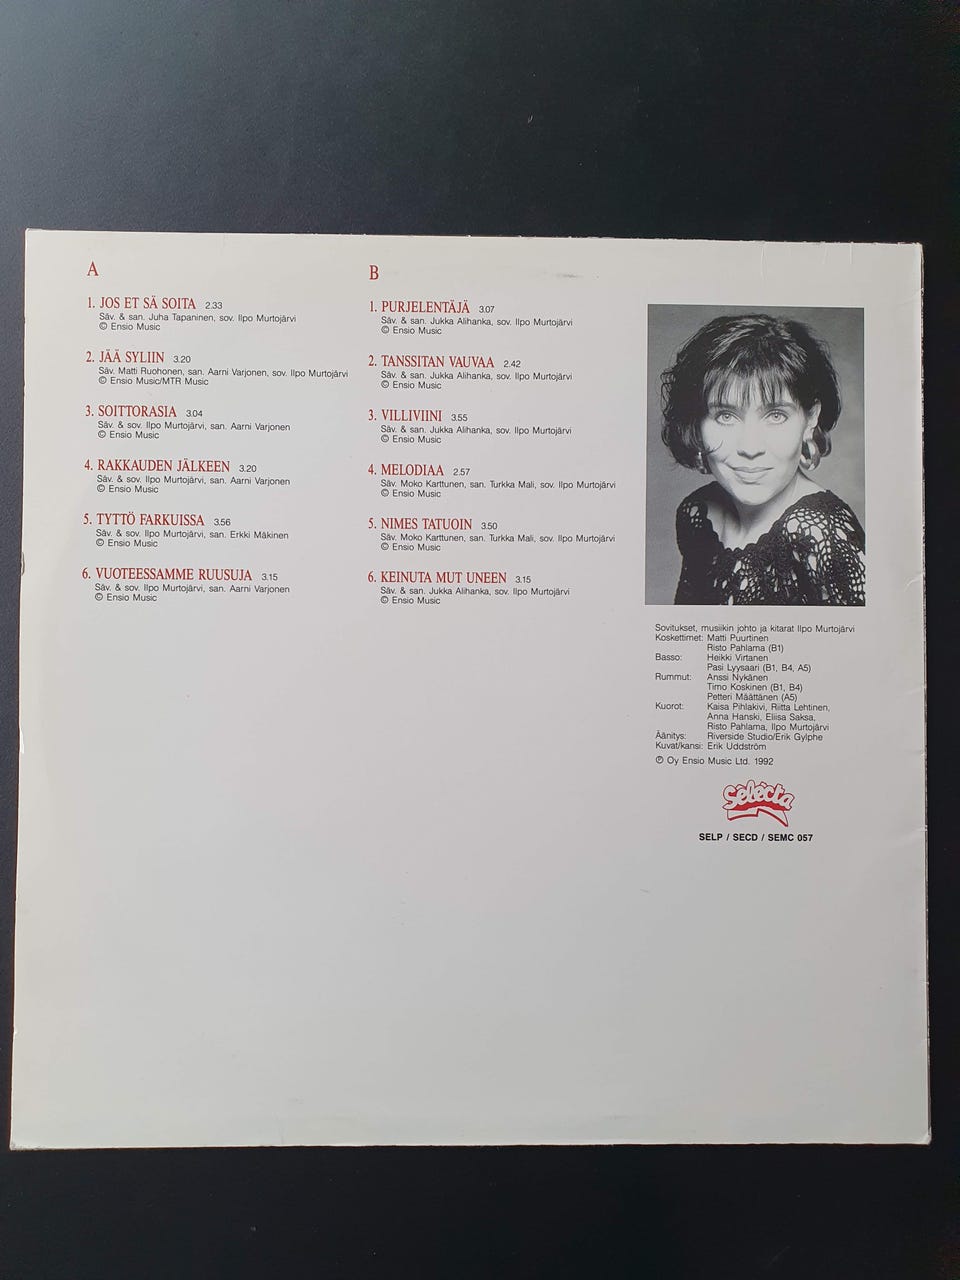 A
1. JOS ET SÄ SOITA 2.33
Säv. & san. Juha Tapaninen, sov. Ilpo Murtojärvi
© Ensio Music
2. JÄÄ SYLIIN 3.20
Säv. Matti Ruohonen, san. Aarni Varjonen, sov. Ilpo Murtojärvi
© Ensio Music/MTR Music
3. SOITTORASIA 3.04
Säv. & sov. Ilpo Murtojärvi, san. Aarni Varjonen
© Ensio Music
4. RAKKAUDEN JÄLKEEN 3.20
Säv. & sov. Ilpo Murtojärvi, san. Aarni Varjonen
© Ensio Music
5. TYTTÖ FARKUISSA 3.56
Säv. & sov. Ilpo Murtojärvi, san. Erkki Mäkinen
© Ensio Music
6. VUOTEESSAMME RUUSUJA 3.15
Säv. & sov. Ilpo Murtojärvi, san. Aarni Varjonen
© Ensio Music
B
1. PURJELENTÄJÄ 3.07
Säv. & san. Jukka Alihanka, sov. Ilpo Murtojärvi
© Ensio Music
2. TANSSITAN VAUVAA 2.42
Säv. & san. Jukka Alihanka, sov. Ilpo Murtojärvi
© Ensio Music
3. VILLIVIINI 3.55
Säv. & san. Jukka Alihanka, sov. Ilpo Murtojärvi
© Ensio Music
4. MELODIAA 2.57
Säv. Moko Karttunen, san. Turkka Mali, sov. Ilpo Murtojärvi
© Ensio Music
5. NIMES TATUOIN 3.50
Säv. Moko Karttunen, san. Turkka Mali, sov. Ilpo Murtojärvi
© Ensio Music
6. KEINUTA MUT UNEEN 3.15
Säv. & san. Jukka Alihanka, sov. Ilpo Murtojärvi
© Ensio Music
Sovitukset, musiikin johto ja kitarat Ilpo Murtojärvi
Koskettimet: Matti Puurtinen
Risto Pahlama (B1)
Basso: Heikki Virtanen
Pasi Lyysaari (B1, B4, A5)
Rummut: Anssi Nykänen
Timo Koskinen (B1, B4)
Petteri Määttänen (A5)
Kuorot: Kaisa Pihlakivi, Riitta Lehtinen,
Anna Hanski, Eliisa Saksa,
Risto Pahlama, Ilpo Murtojärvi
Äänitys: Riverside Studio/Erik Gylphe
Kuvat/kansi: Erik Uddström
℗ Oy Ensio Music Ltd. 1992
Selecta
SELP / SECD / SEMC 057